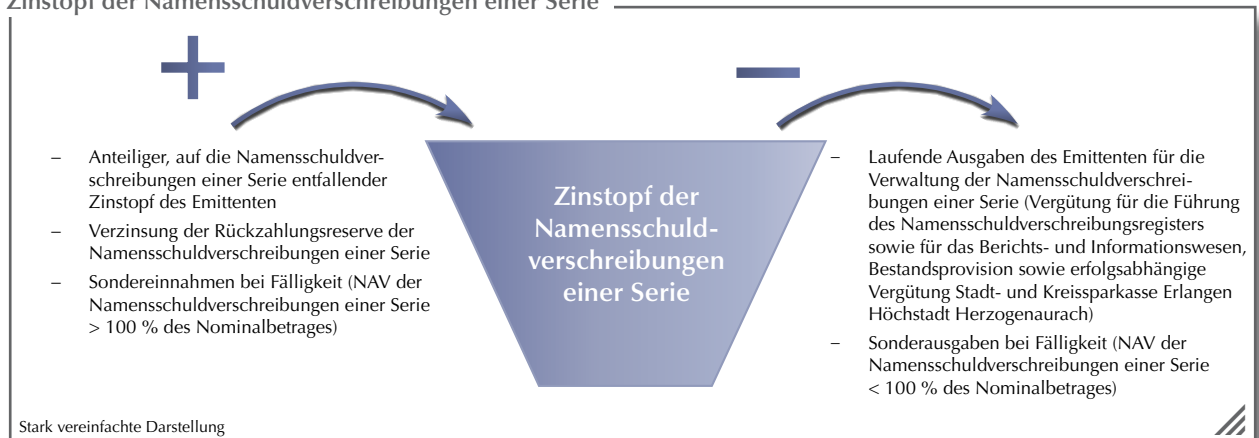 Zinstopf der Namensschuldverschreibungen einer Serie
– Anteiliger, auf die Namensschuldver-
schreibungen einer Serie entfallender
Zinstopf des Emittenten
– Verzinsung der Rückzahlungsreserve der
Namensschuldverschreibungen einer Serie
– Sondereinnahmen bei Fälligkeit (NAV der
Namensschuldverschreibungen einer Serie
> 100 % des Nominalbetrages)
Zinstopf der
Namensschuld-
verschreibungen
einer Serie
– Laufende Ausgaben des Emittenten für die
Verwaltung der Namensschuldverschrei-
bungen einer Serie (Vergütung für die Führung
des Namensschuldverschreibungsregisters
sowie für das Berichts- und Informationswesen,
Bestandsprovision sowie erfolgsabhängige
Vergütung Stadt- und Kreissparkasse Erlangen
Höchstadt Herzogenaurach)
– Sonderausgaben bei Fälligkeit (NAV der
Namensschuldverschreibungen einer Serie
< 100 % des Nominalbetrages)
Stark vereinfachte Darstellung